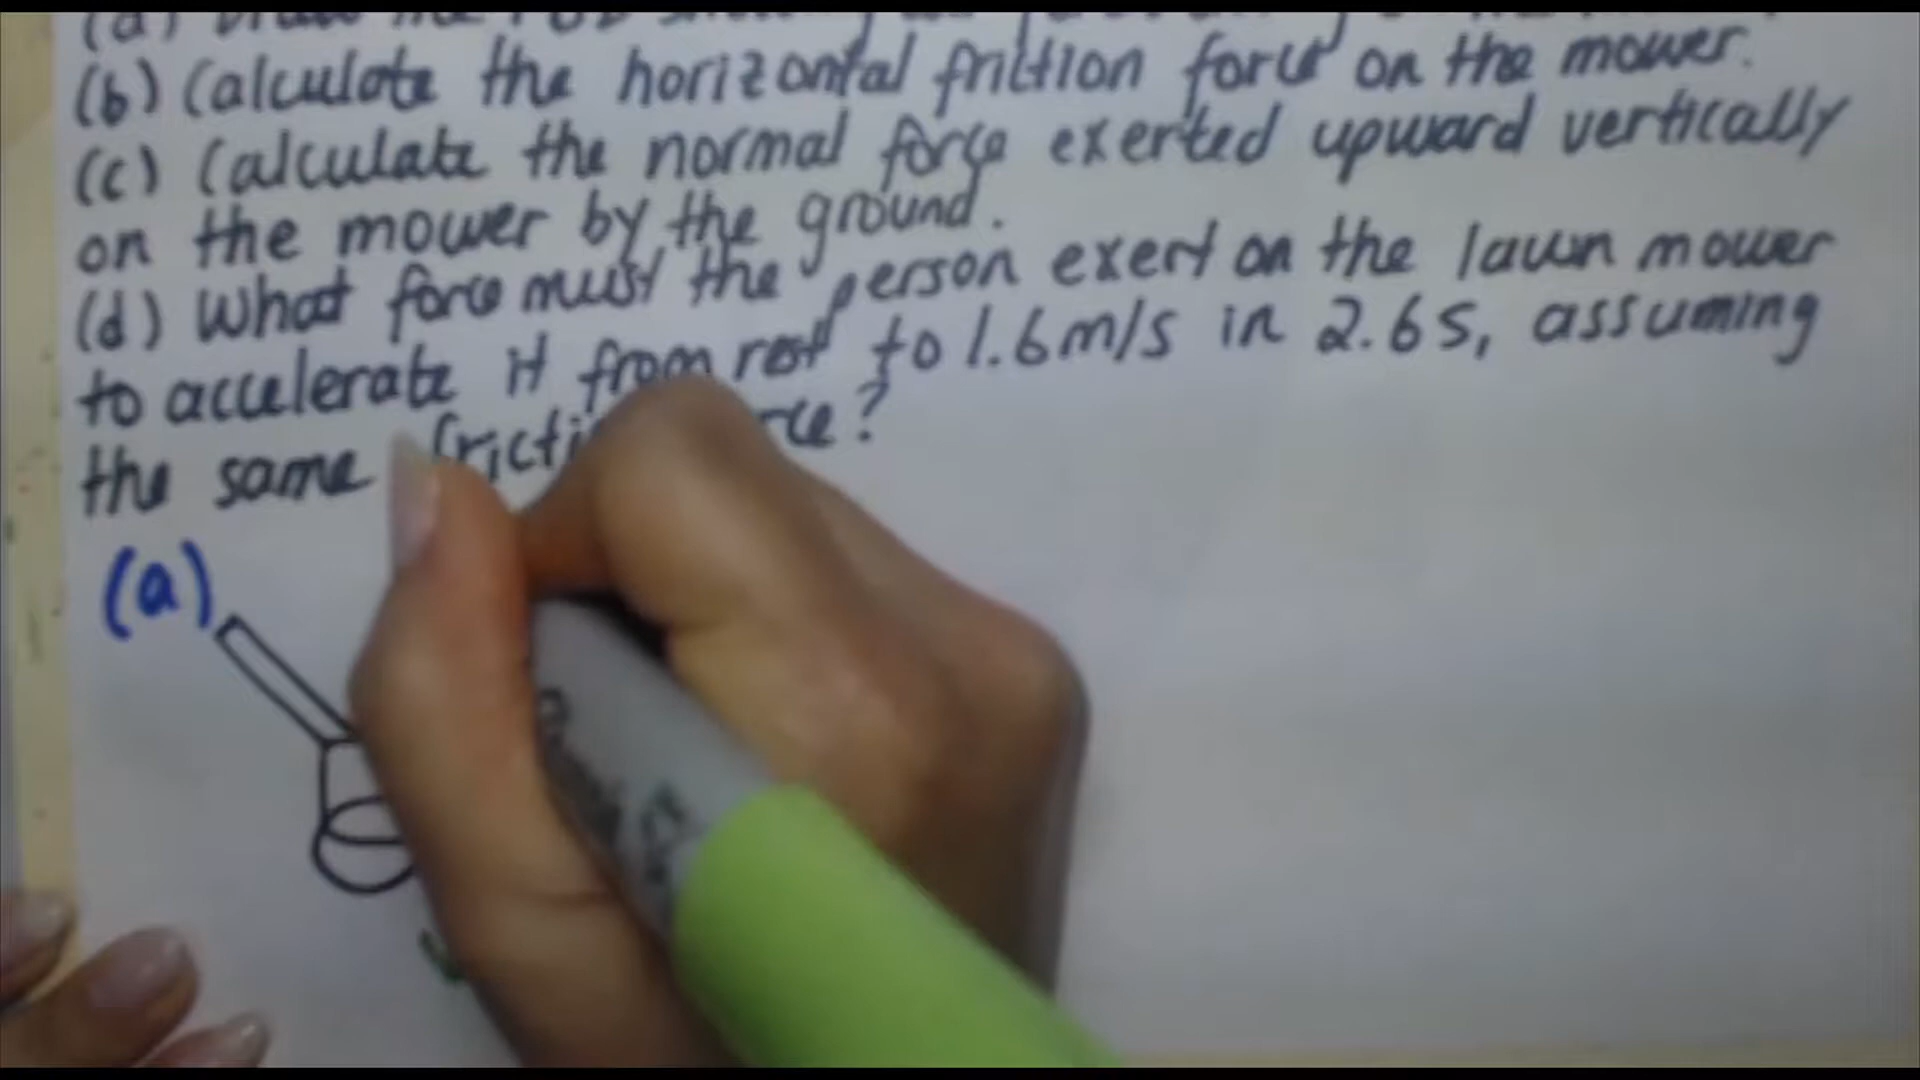 (b) Calculate the horizontal friction force on the mower.
(c) Calculate the normal force exerted upward vertically
on the mower by the ground.
(d) What force must the person exert on the lawn mower
to accelerate it from rest to 1.6m/s in 2.6s, assuming
the same
(a)